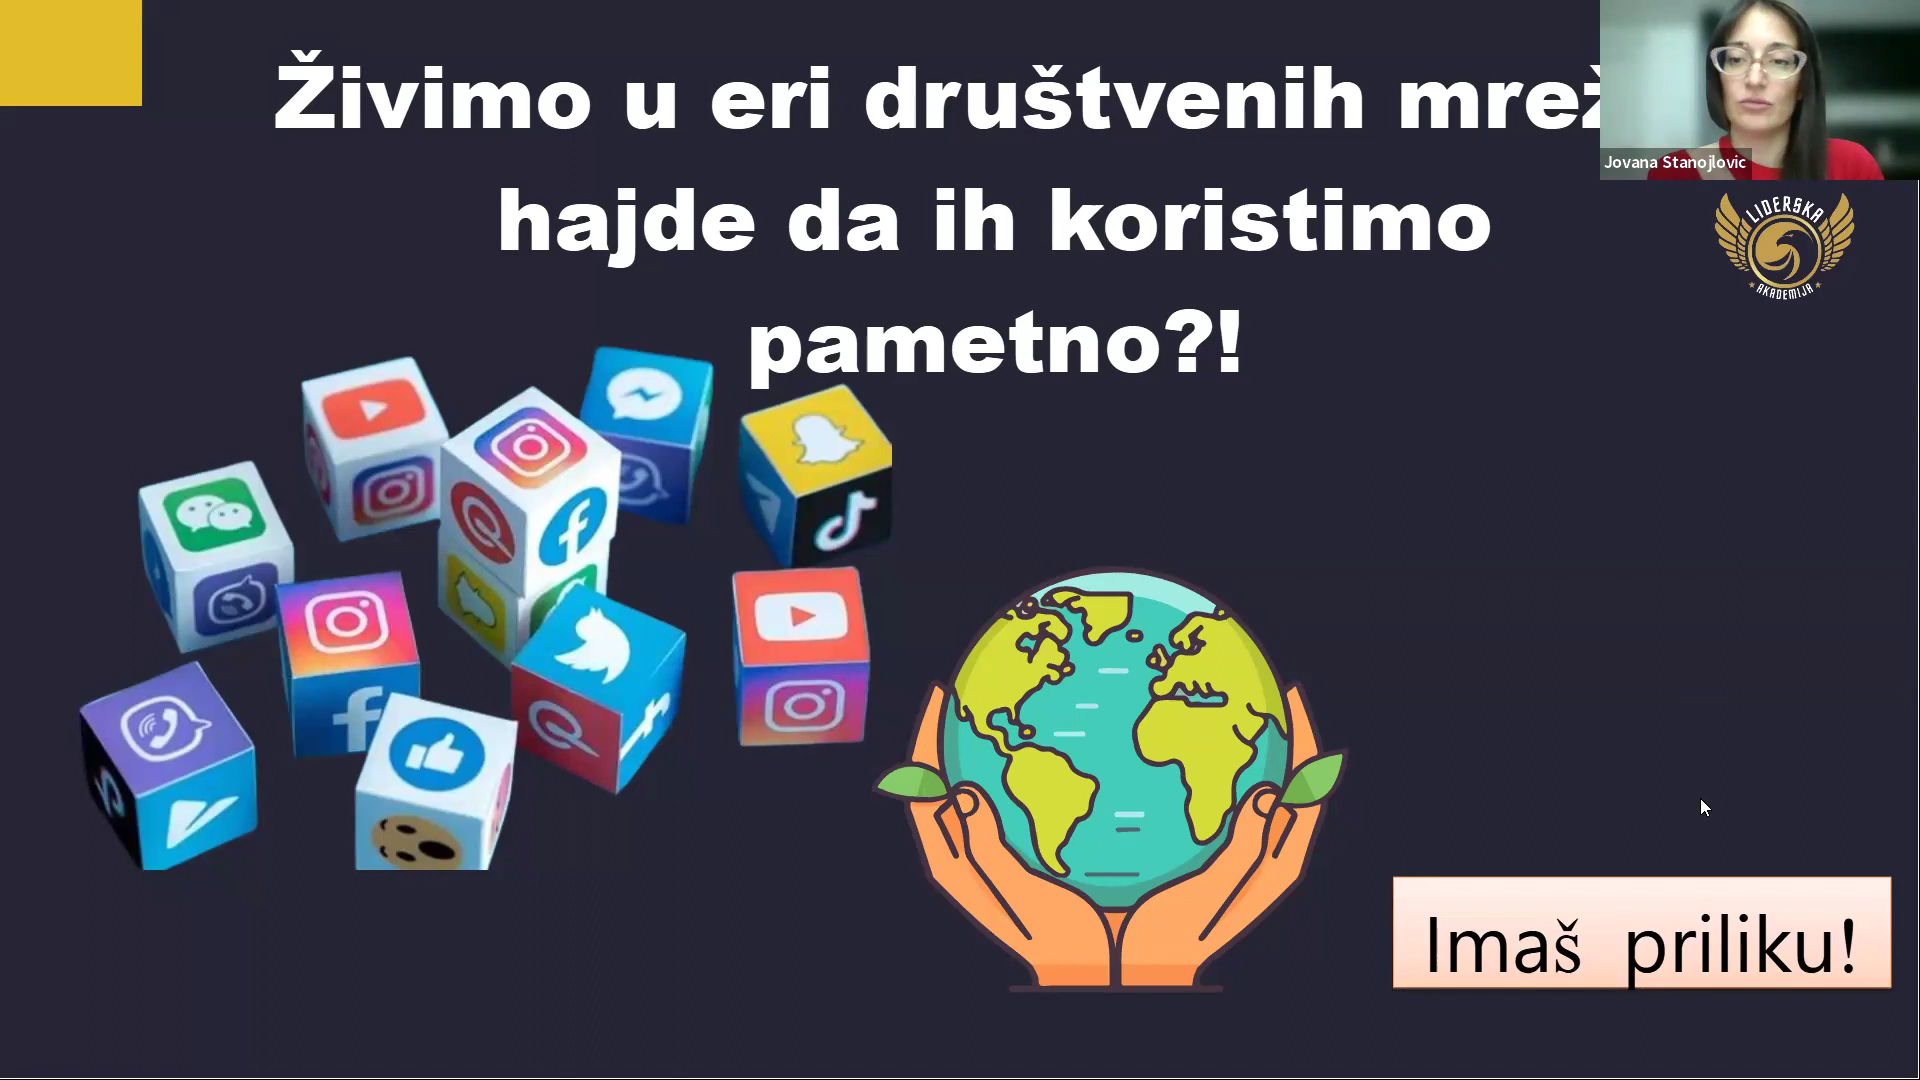 Živimo u eri društvenih mrež
hajde da ih koristimo
pametno?!
Jovana Stanojlovic
LIDERSKA
AKADEMIJA
Imaš priliku!